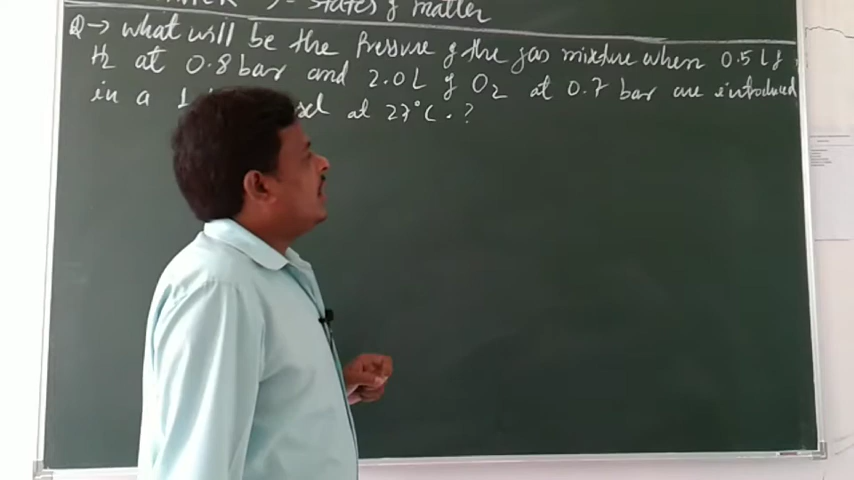 States of matter
Q → what will be the Pressure of the gas mixture when 0.5 L of
H2 at 0.8 bar and 2.0 L of O2 at 0.7 bar are introduced
in a 1 at 27°C . ?